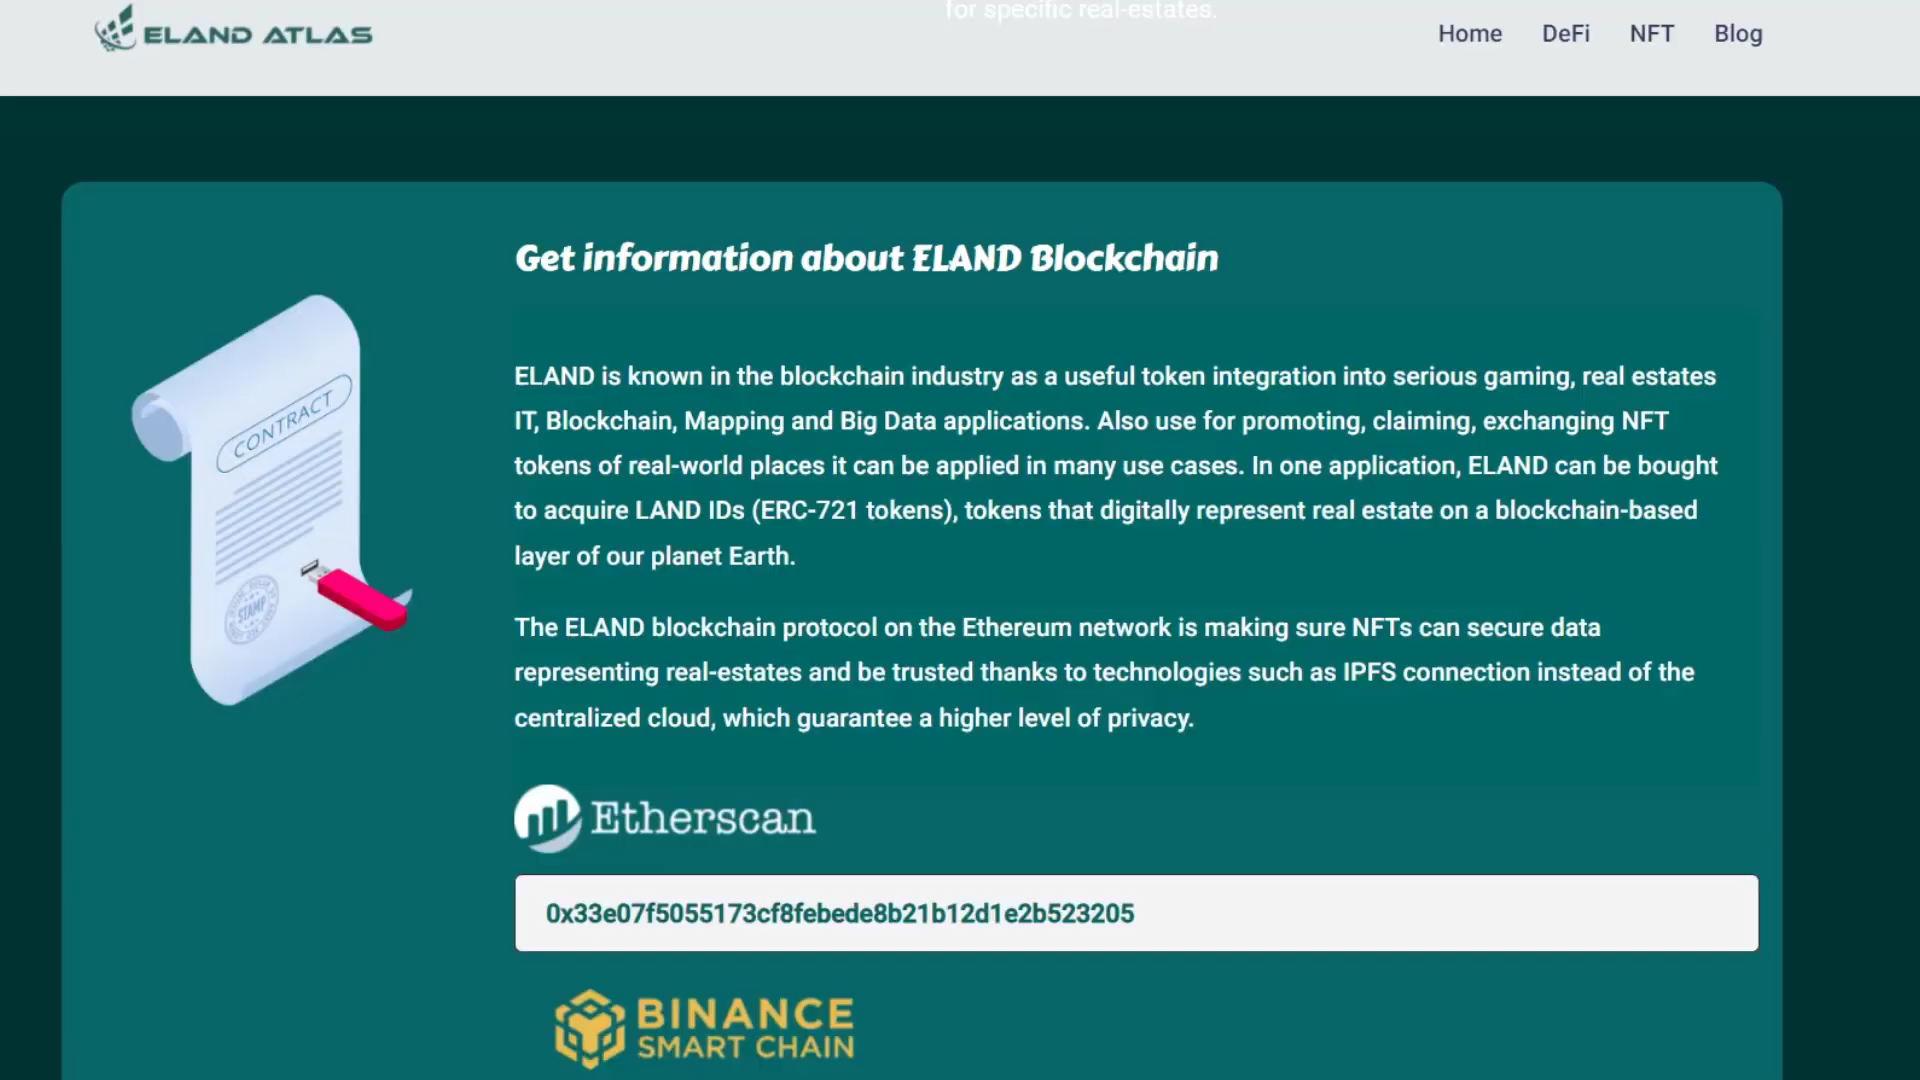 for specific real-estates.
ELAND ATLAS
Home
DeFi
NFT
Blog
Get information about ELAND Blockchain
ELAND is known in the blockchain industry as a useful token integration into serious gaming, real estates
IT, Blockchain, Mapping and Big Data applications. Also use for promoting, claiming, exchanging NFT
tokens of real-world places it can be applied in many use cases. In one application, ELAND can be bought
to acquire LAND IDs (ERC-721 tokens), tokens that digitally represent real estate on a blockchain-based
layer of our planet Earth.
The ELAND blockchain protocol on the Ethereum network is making sure NFTs can secure data
representing real-estates and be trusted thanks to technologies such as IPFS connection instead of the
centralized cloud, which guarantee a higher level of privacy.
CONTRACT
STAMP
Etherscan
0x33e07f5055173cf8febede8b21b12d1e2b523205
BINANCE
SMART CHAIN